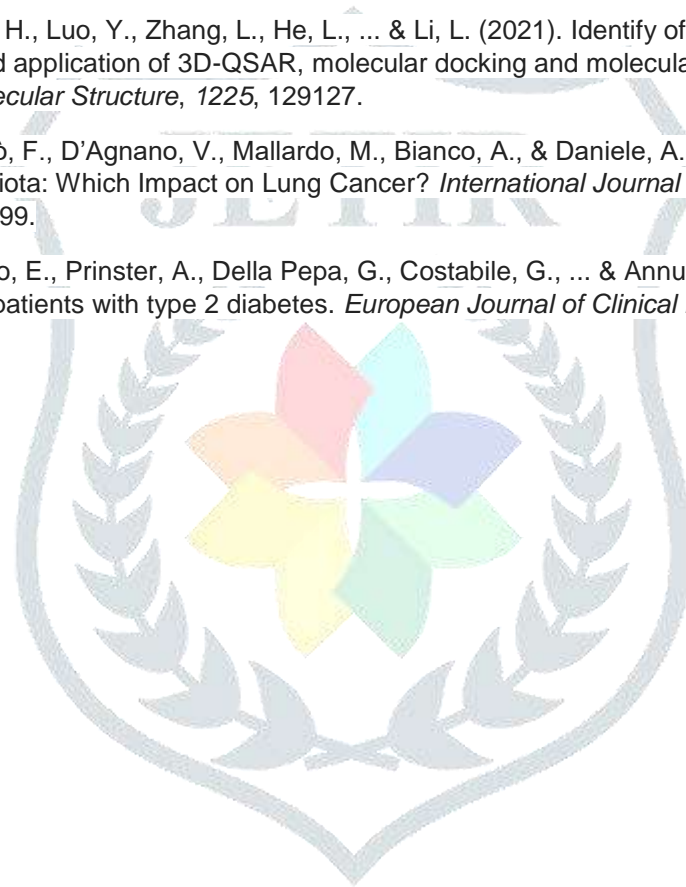 H., Luo, Y., Zhang, L., He, L., ... & Li, L. (2021). Identify of
d application of 3D-QSAR, molecular docking and molecula
ecular Structure, 1225, 129127.
ò, F., D'Agnano, V., Mallardo, M., Bianco, A., & Daniele, A.
iota: Which Impact on Lung Cancer? International Journal
99.
JETIR
o, E., Prinster, A., Della Pepa, G., Costabile, G., ... & Annu
patients with type 2 diabetes. European Journal of Clinical